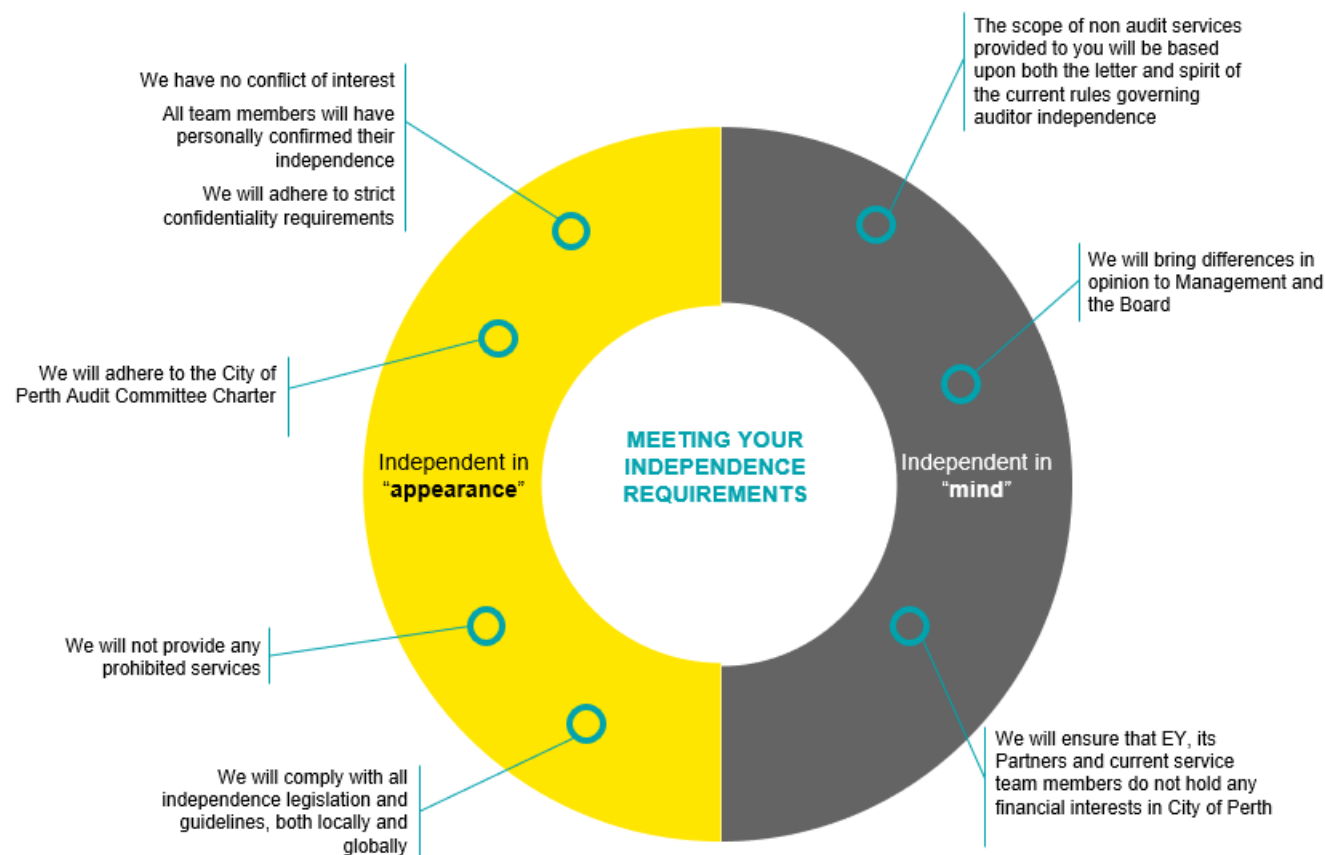 We have no conflict of interest
All team members will have
personally confirmed their
independence
We will adhere to strict
confidentiality requirements
We will adhere to the City of
Perth Audit Committee Charter
Independent in
“appearance”
We will not provide any
prohibited services
We will comply with all
independence legislation and
guidelines, both locally and
globally
MEETING YOUR
INDEPENDENCE
REQUIREMENTS
The scope of non audit services
provided to you will be based
upon both the letter and spirit of
the current rules governing
auditor independence
We will bring differences in
opinion to Management and
the Board
Independent in
“mind”
We will ensure that EY, its
Partners and current service
team members do not hold any
financial interests in City of Perth